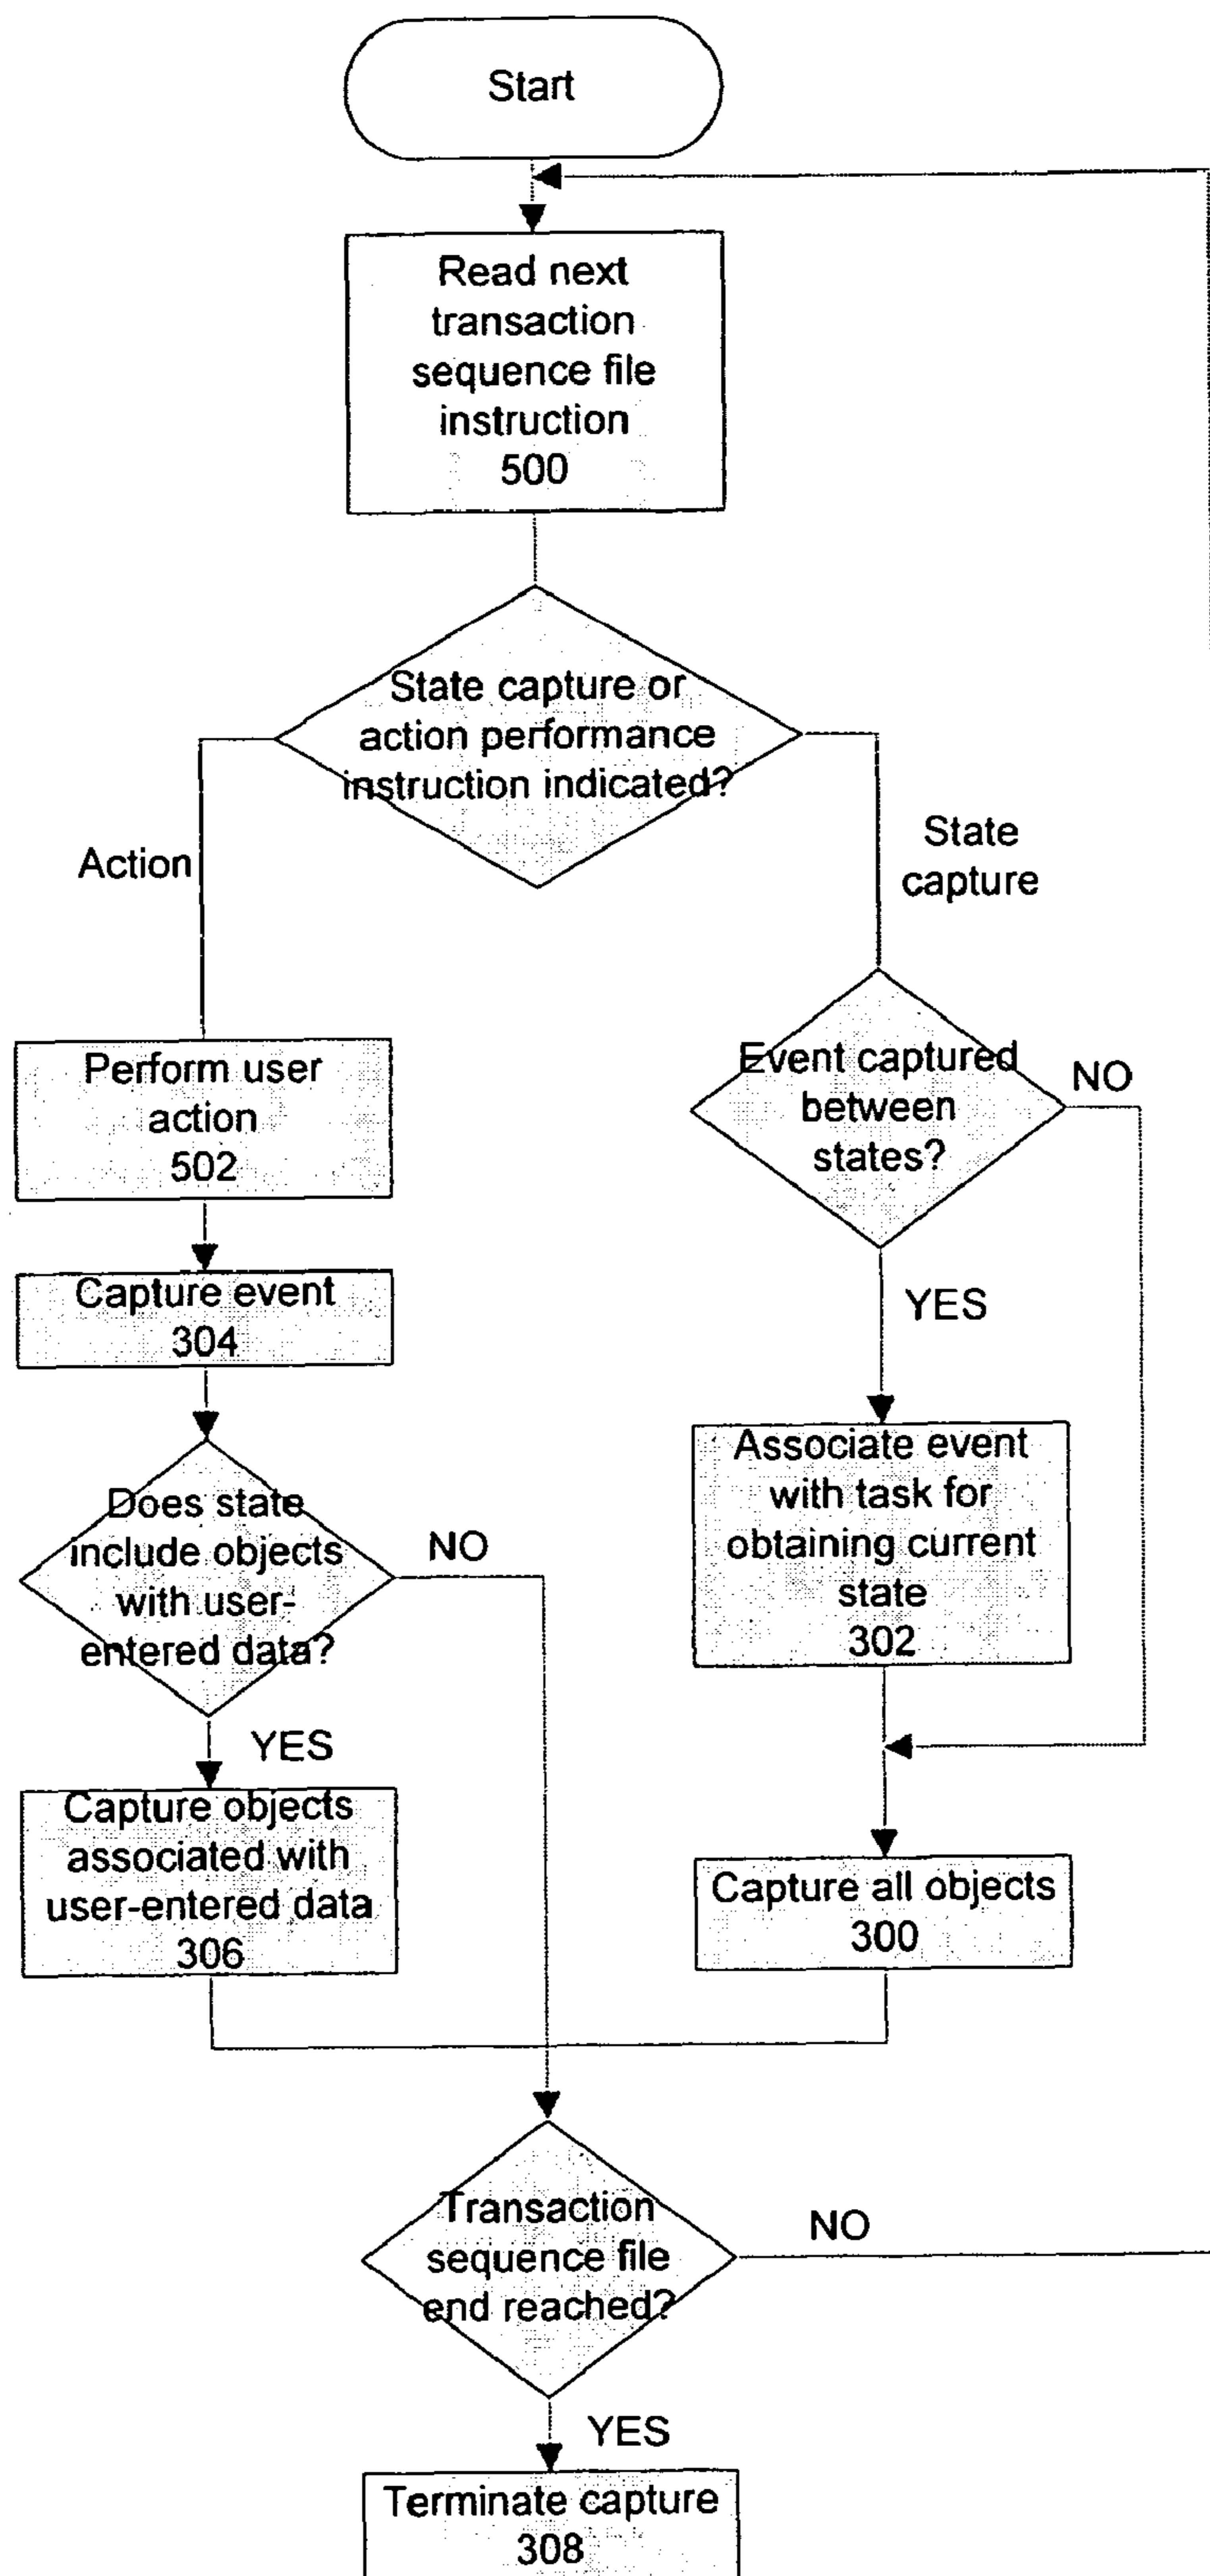 Start
Read next
transaction
sequence file
instruction
500
State capture or
action performance
instruction indicated?
Action
State
capture
Perform user
action
502
Event captured
between
states?
NO
YES
Capture event
304
Associate event
with task for
obtaining current
state
302
Does state
include objects
with user-
entered data?
NO
YES
Capture objects
associated with
user-entered data
306
Capture all objects
300
Transaction
sequence file
end reached?
NO
YES
Terminate capture
308